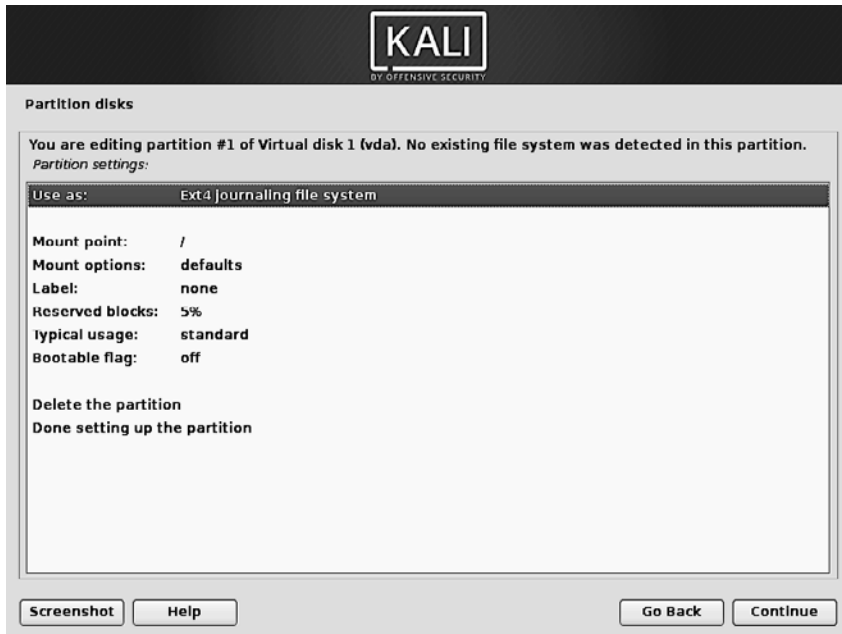 KALI
BY OFFENSIVE SECURITY
Partition disks
You are editing partition #1 of Virtual disk 1 (vda). No existing file system was detected in this partition.
Partition settings:
Use as: Ext4 journaling file system
Mount point: /
Mount options: defaults
Label: none
Reserved blocks: 5%
Typical usage: standard
Bootable flag: off
Delete the partition
Done setting up the partition
Screenshot Help Go Back Continue